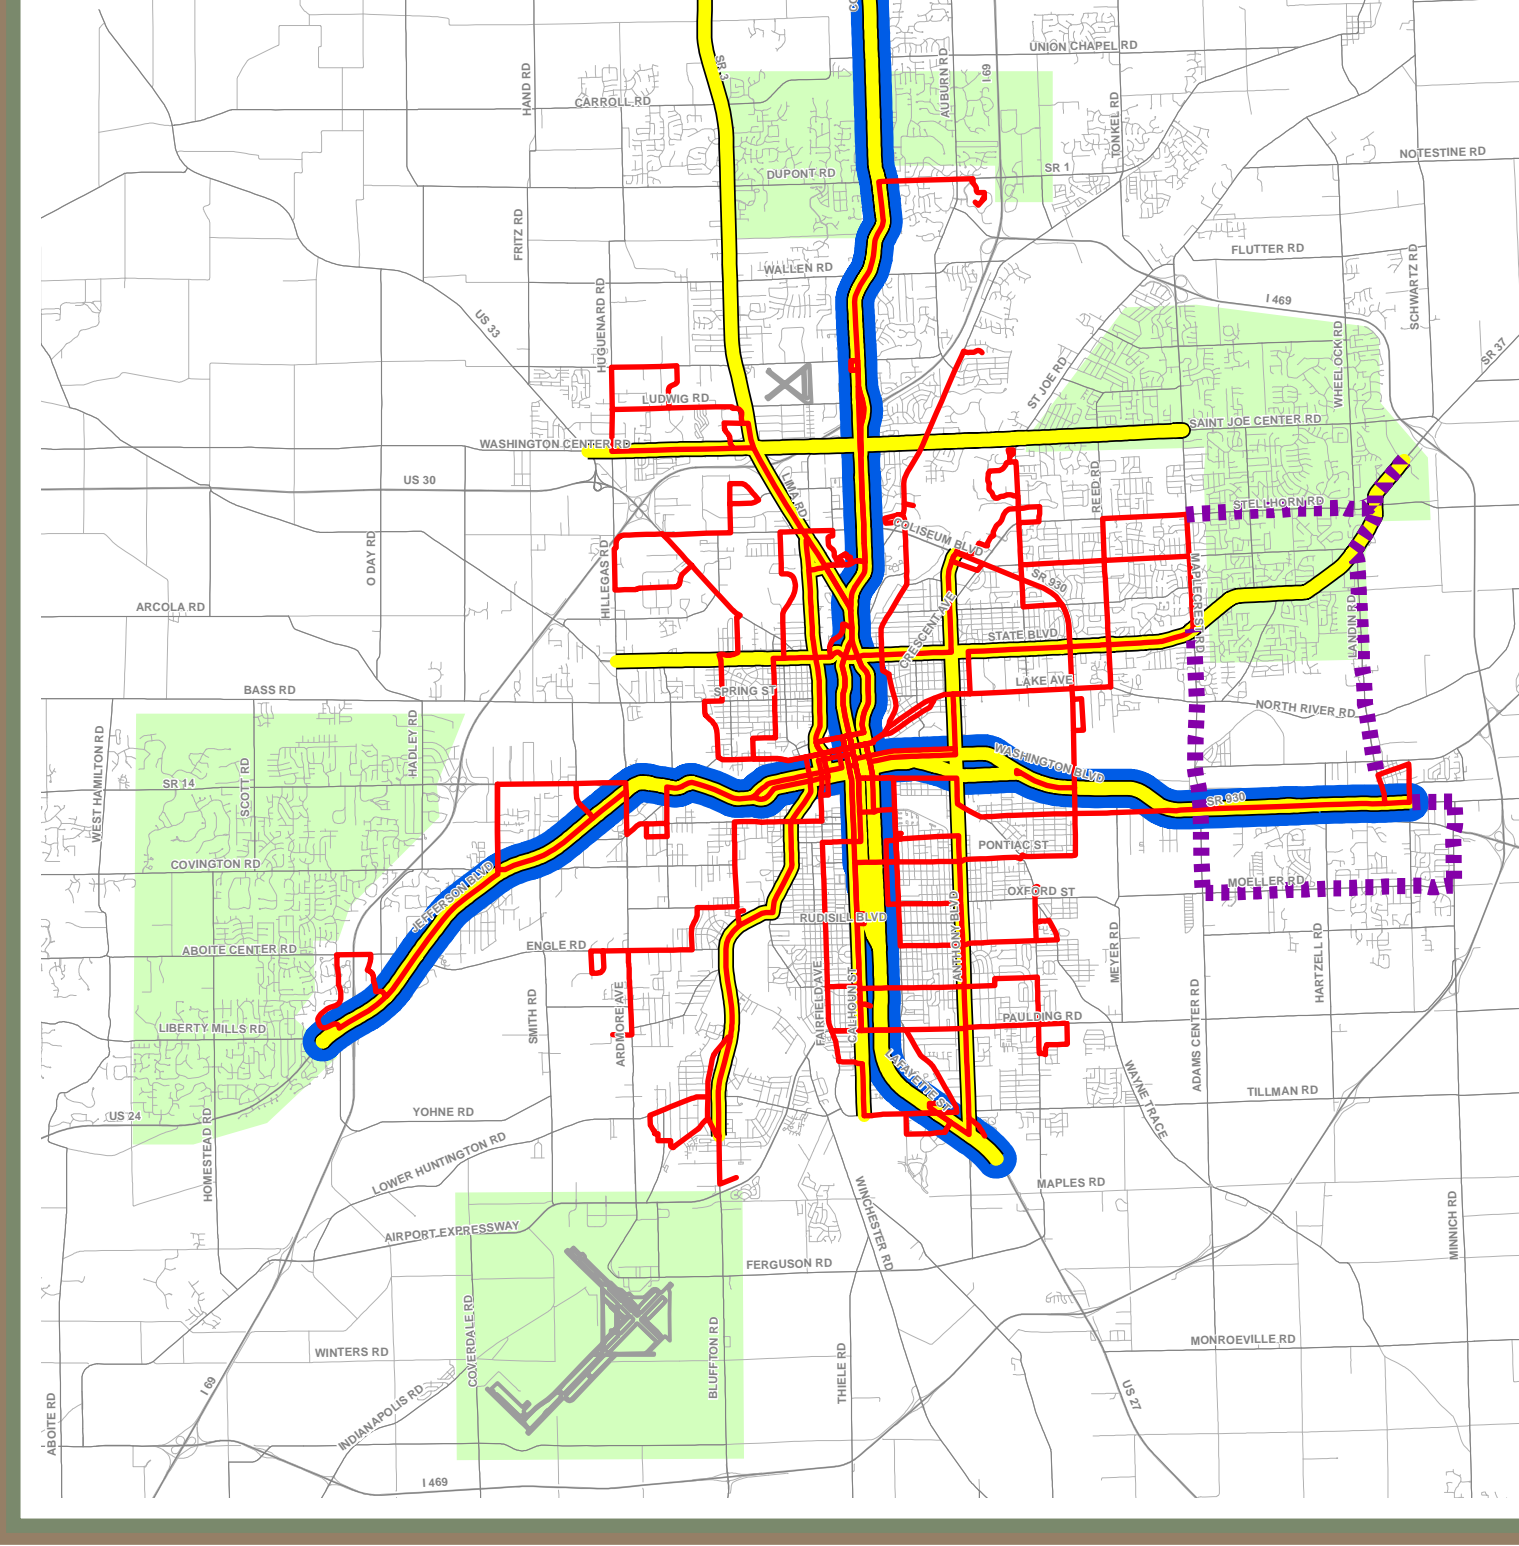 CO
UNION CHAPEL RD
SR 3
I 69
AUBURN RD
HAND RD
CARROLL RD
TONKEL RD
NOTESTINE RD
SR 1
DUPONT RD
FRITZ RD
FLUTTER RD
SCHWARTZ RD
WALLEN RD
HUGUENARD RD
I 469
US 33
WHEELOCK RD
SR 37
ST JOE RD
LUDWIG RD
SAINT JOE CENTER RD
WASHINGTON CENTER RD
US 30
LIMA RD
REED RD
STELLHORN RD
COLISEUM BLVD
O DAY RD
HILLEGAS RD
SR 930
MAPLECREST RD
ARCOLA RD
CRESCENT AVE
STATE BLVD
LANDIN RD
BASS RD
SPRING ST
LAKE AVE
NORTH RIVER RD
WEST HAMILTON RD
HADLEY RD
SCOTT RD
SR 14
WASHINGTON BLVD
SR 930
COVINGTON RD
PONTIAC ST
MOELLER RD
JEFFERSON BLVD
OXFORD ST
RUDISILL BLVD
ANTHONY BLVD
ABOITE CENTER RD
ENGLE RD
MEYER RD
HARTZELL RD
FAIRFIELD AVE
CALHOUN ST
SMITH RD
ARDMORE AVE
ADAMS CENTER RD
LIBERTY MILLS RD
PAULDING RD
LAFAYETTE ST
WAYNE TRACE
TILLMAN RD
US 24
YOHNE RD
HOMESTEAD RD
LOWER HUNTINGTON RD
MAPLES RD
WINCHESTER RD
MINNICH RD
AIRPORT EXPRESSWAY
FERGUSON RD
COVERDALE RD
BLUFFTON RD
THIELE RD
MONROEVILLE RD
WINTERS RD
I 69
US 27
ABOITE RD
INDIANAPOLIS RD
I 469